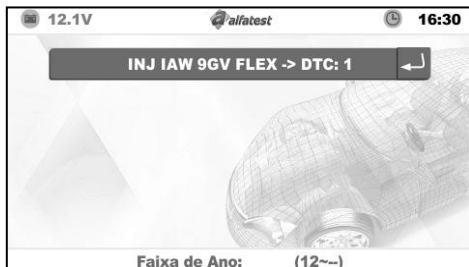 12.1V alfatest 16:30
INJ IAW 9GV FLEX -> DTC: 1
Faixa de Ano: (12~--)